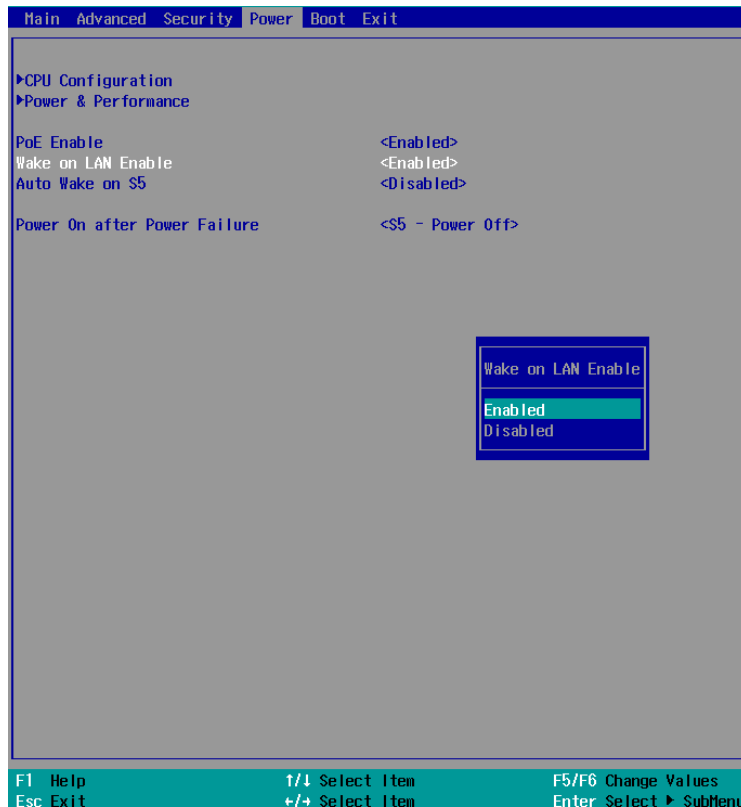 Main Advanced Security Power Boot Exit
▶CPU Configuration
▶Power & Performance
PoE Enable <Enabled>
Wake on LAN Enable <Enabled>
Auto Wake on S5 <Disabled>
Power On after Power Failure <S5 - Power Off>
Wake on LAN Enable
Enabled
Disabled
F1 Help ↑/↓ Select Item F5/F6 Change Values
Esc Exit ←/→ Select Item Enter Select ▶ SubMenu